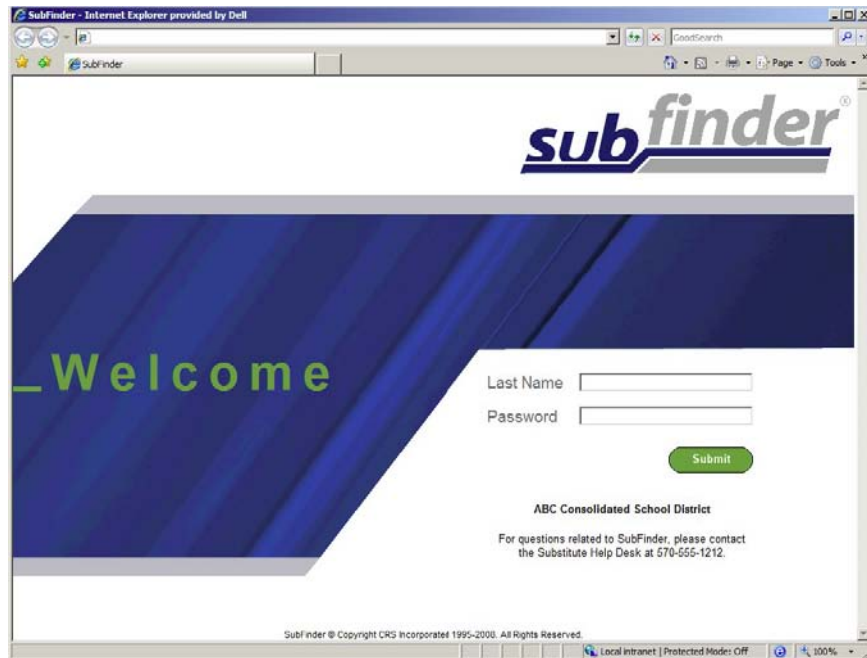 SubFinder - Internet Explorer provided by Dell
GoodSearch
SubFinder
Page
Tools
subfinder®
_Welcome
Last Name
Password
Submit
ABC Consolidated School District
For questions related to SubFinder, please contact
the Substitute Help Desk at 570-555-1212.
SubFinder © Copyright CRS Incorporated 1995-2008. All Rights Reserved.
Local intranet | Protected Mode: Off
100%